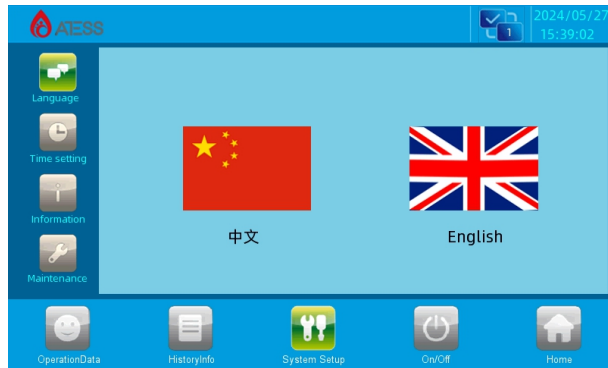 ATESS
1
2024/05/27
15:39:02
Language
Time setting
Information
Maintenance
中文
English
OperationData
HistoryInfo
System Setup
On/Off
Home